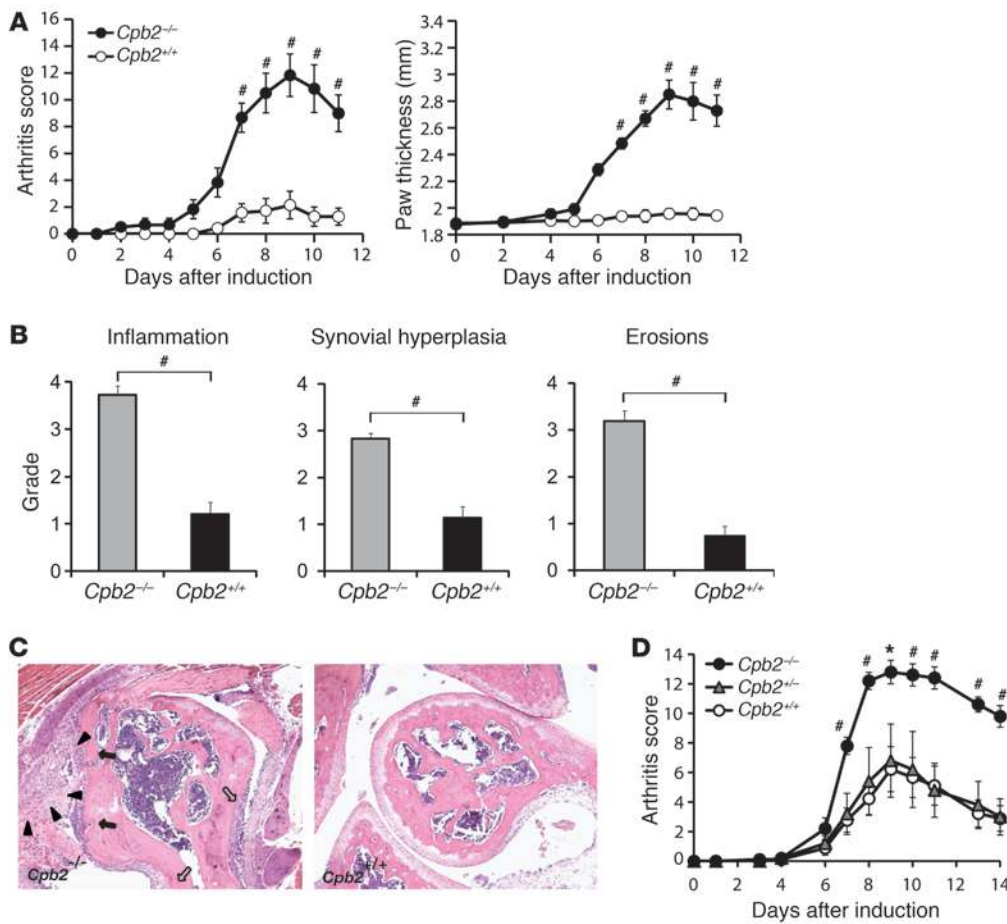 A
Cpb2–/–
Cpb2+/+
Arthritis score
16
14
12
10
8
6
4
2
0
# # # # #
0 2 4 6 8 10 12
Days after induction
Paw thickness (mm)
3.4
3.2
3
2.8
2.6
2.4
2.2
2
1.8
# # # # #
0 2 4 6 8 10 12
Days after induction
B
Inflammation
#
Grade
4
3
2
1
0
Cpb2–/– Cpb2+/+
Synovial hyperplasia
#
4
3
2
1
0
Cpb2–/– Cpb2+/+
Erosions
#
4
3
2
1
0
Cpb2–/– Cpb2+/+
C
Cpb2–/–
Cpb2+/+
D
Cpb2–/–
Cpb2+/–
Cpb2+/+
Arthritis score
14
12
10
8
6
4
2
0
# # * # # # #
0 2 4 6 8 10 12 14
Days after induction